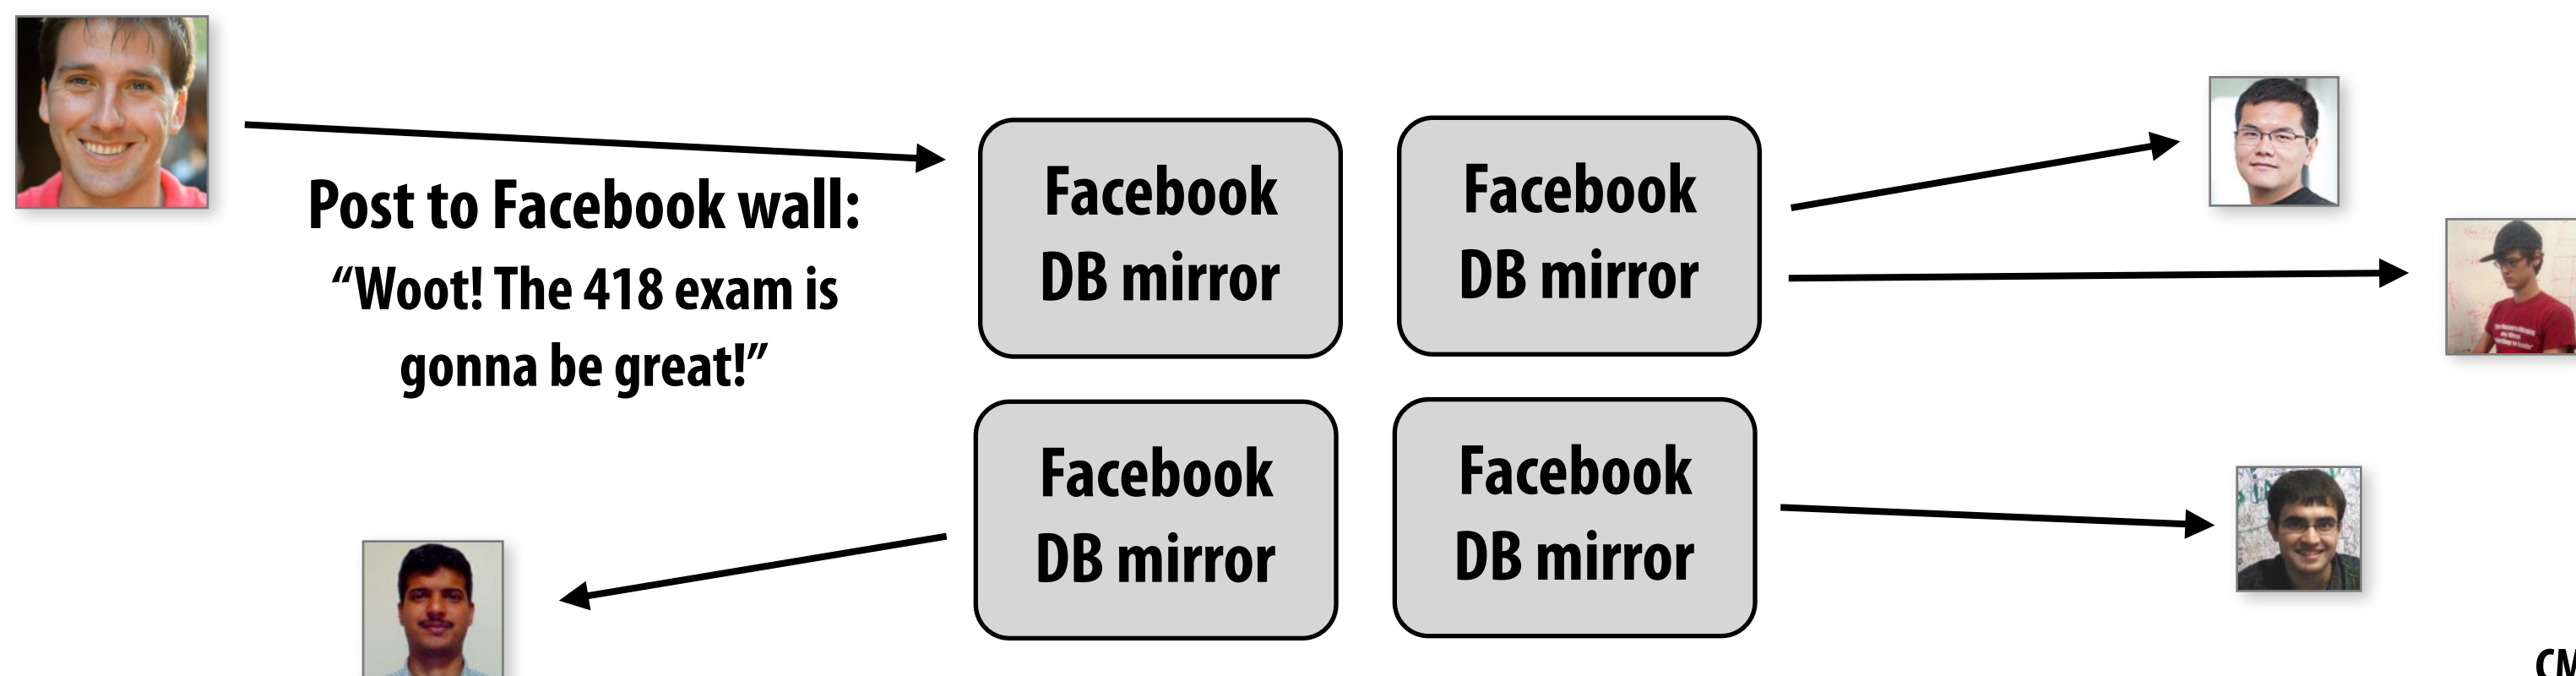 Post to Facebook wall:
“Woot! The 418 exam is
gonna be great!”
Facebook
DB mirror
Facebook
DB mirror
Facebook
DB mirror
Facebook
DB mirror
CM